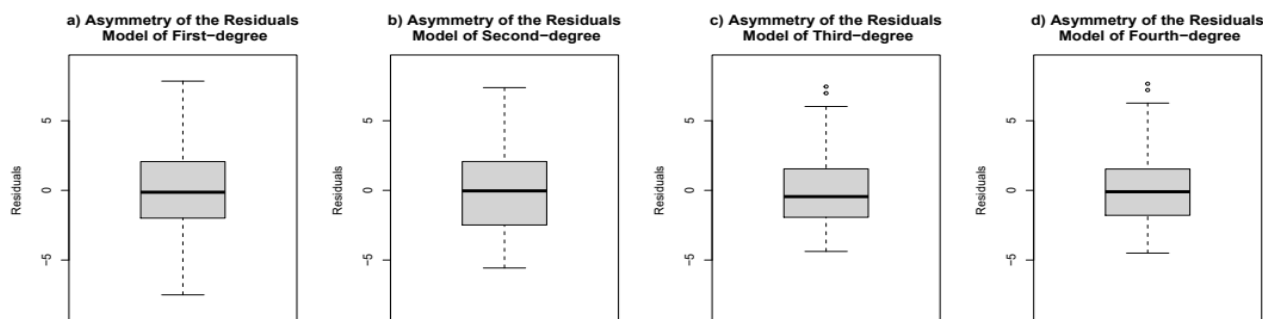 a) Asymmetry of the Residuals
Model of First−degree
Residuals
5
0
−5
b) Asymmetry of the Residuals
Model of Second−degree
Residuals
5
0
−5
c) Asymmetry of the Residuals
Model of Third−degree
Residuals
5
0
−5
d) Asymmetry of the Residuals
Model of Fourth−degree
Residuals
5
0
−5